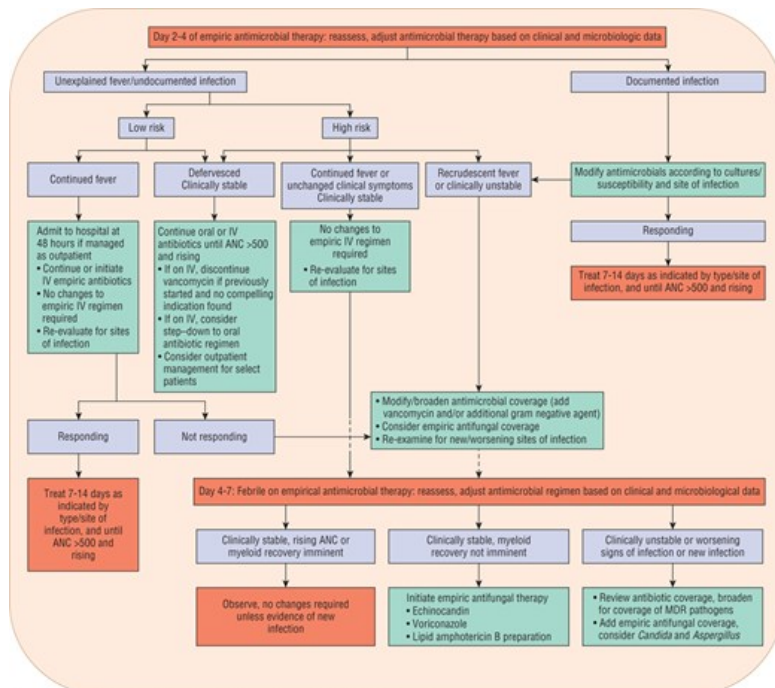 Day 2-4 of empiric antimicrobial therapy: reassess, adjust antimicrobial therapy based on clinical and microbiologic data
Unexplained fever/undocumented infection
Documented infection
Low risk
High risk
Continued fever
Defervesced
Clinically stable
Continued fever or
unchanged clinical symptoms
Clinically stable
Recrudescent fever
or clinically unstable
Modify antimicrobials according to cultures/
susceptibility and site of infection
Admit to hospital at
48 hours if managed
as outpatient
• Continue or initiate
IV empiric antibiotics
• No changes to
empiric IV regimen
required
• Re-evaluate for sites
of infection
Continue oral or IV
antibiotics until ANC >500
and rising
• If on IV, discontinue
vancomycin if previously
started and no compelling
indication found
• If on IV, consider
step–down to oral
antibiotic regimen
• Consider outpatient
management for select
patients
No changes to
empiric IV regimen
required
• Re-evaluate for sites
of infection
Responding
Treat 7-14 days as indicated by type/site of
infection, and until ANC >500 and rising
• Modify/broaden antimicrobial coverage (add
vancomycin and/or additional gram negative agent)
• Consider empiric antifungal coverage
• Re-examine for new/worsening sites of infection
Responding
Not responding
Treat 7-14 days as
indicated by
type/site of
infection, and until
ANC >500 and
rising
Day 4-7: Febrile on empirical antimicrobial therapy: reassess, adjust antimicrobial regimen based on clinical and microbiological data
Clinically stable, rising ANC or
myeloid recovery imminent
Clinically stable, myeloid
recovery not imminent
Clinically unstable or worsening
signs of infection or new infection
Observe, no changes required
unless evidence of new
infection
Initiate empiric antifungal therapy
• Echinocandin
• Voriconazole
• Lipid amphotericin B preparation
• Review antibiotic coverage, broaden
for coverage of MDR pathogens
• Add empiric antifungal coverage,
consider Candida and Aspergillus